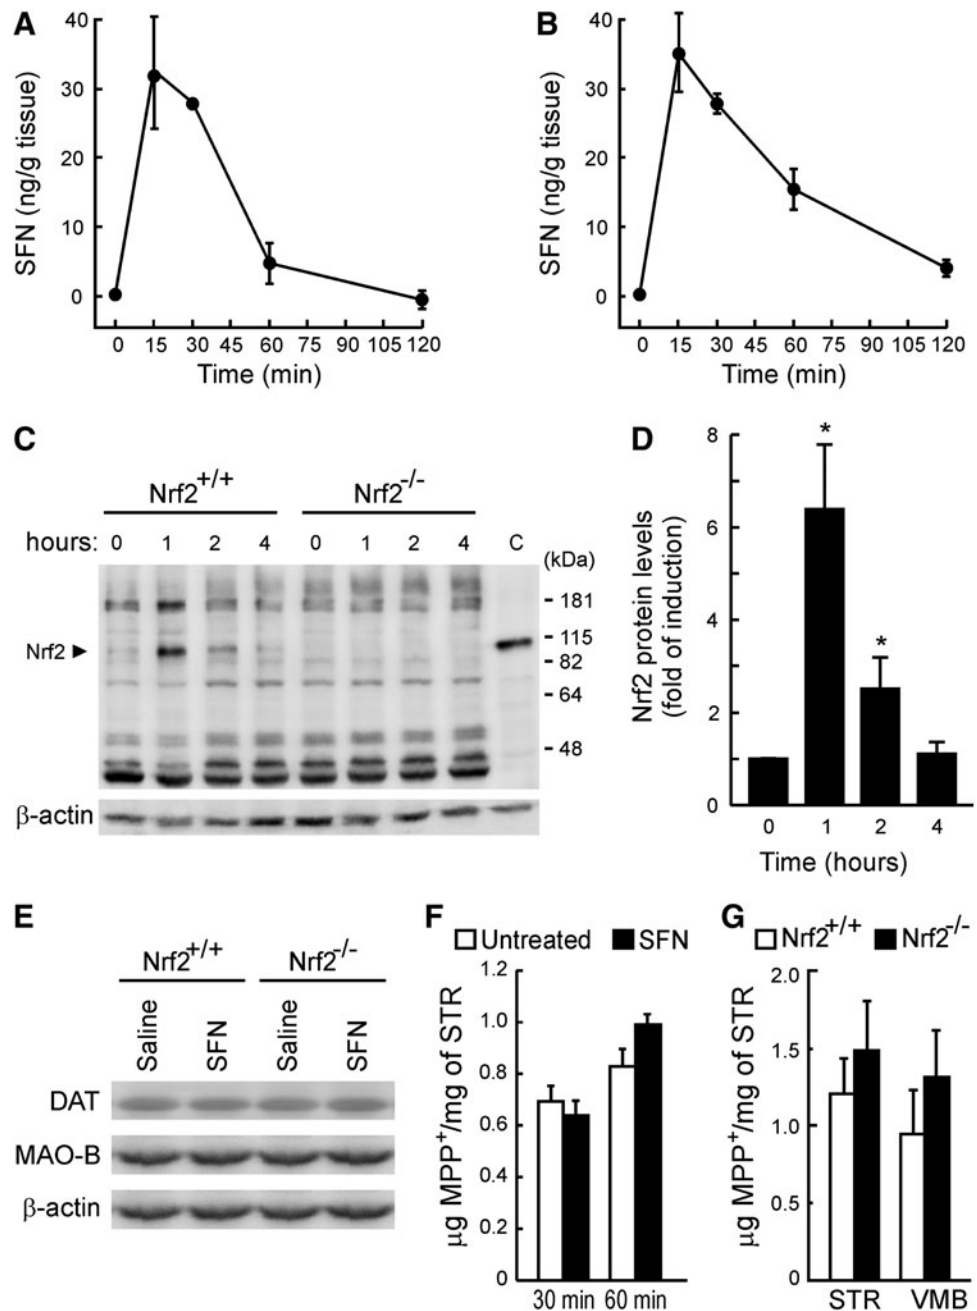 A
SFN (ng/g tissue)
40
30
20
10
0
0 15 30 45 60 75 90 105 120
Time (min)
B
SFN (ng/g tissue)
40
30
20
10
0
0 15 30 45 60 75 90 105 120
Time (min)
C
Nrf2+/+ Nrf2-/-
hours: 0 1 2 4 0 1 2 4 C
(kDa)
- 181
- 115
Nrf2 ►
- 82
- 64
- 48
β-actin
D
Nrf2 protein levels
(fold of induction)
8
6
4
2
0
* *
0 1 2 4
Time (hours)
E
Nrf2+/+ Nrf2-/-
Saline SFN Saline SFN
DAT
MAO-B
β-actin
F
Untreated SFN
μg MPP+/mg of STR
1.2
1.0
0.8
0.6
0.4
0.2
0
30 min 60 min
G
Nrf2+/+ Nrf2-/-
μg MPP+/mg of STR
2.0
1.5
1.0
0.5
0
STR VMB